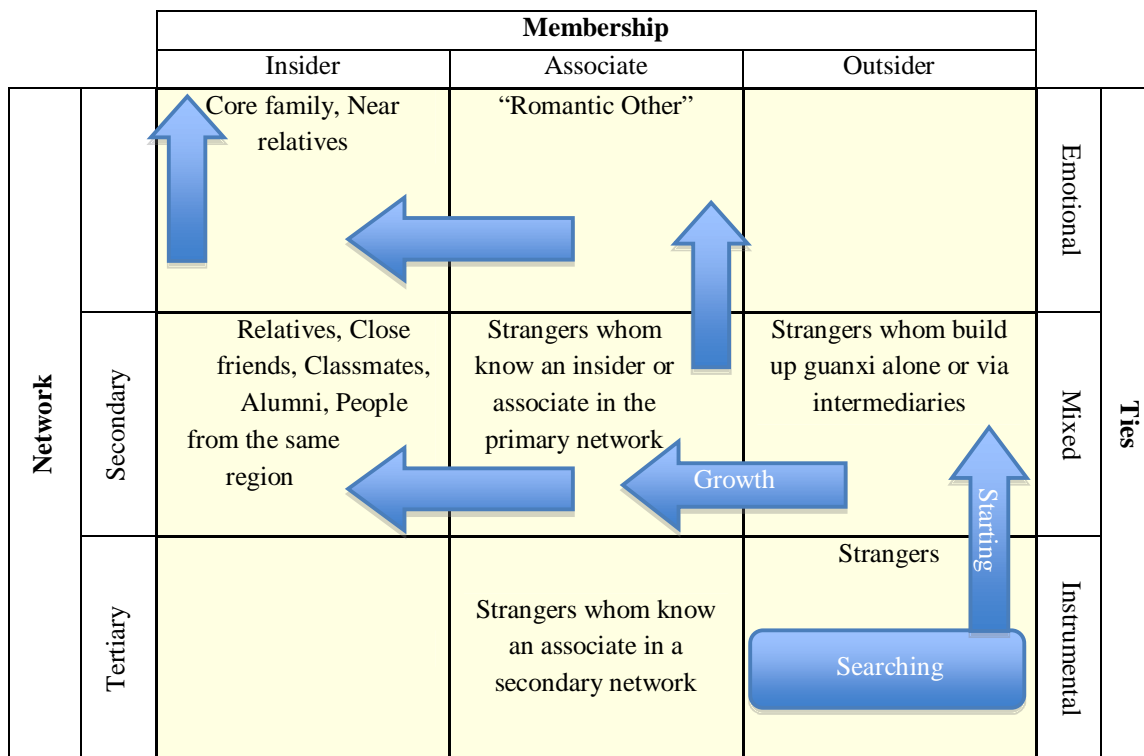 Membership
Insider
Associate
Outsider
Network
Ties
Core family, Near
relatives
“Romantic Other”
Emotional
Secondary
Relatives, Close
friends, Classmates,
Alumni, People
from the same
region
Strangers whom
know an insider or
associate in the
primary network
Strangers whom build
up guanxi alone or via
intermediaries
Mixed
Growth
Starting
Tertiary
Strangers whom know
an associate in a
secondary network
Strangers
Searching
Instrumental